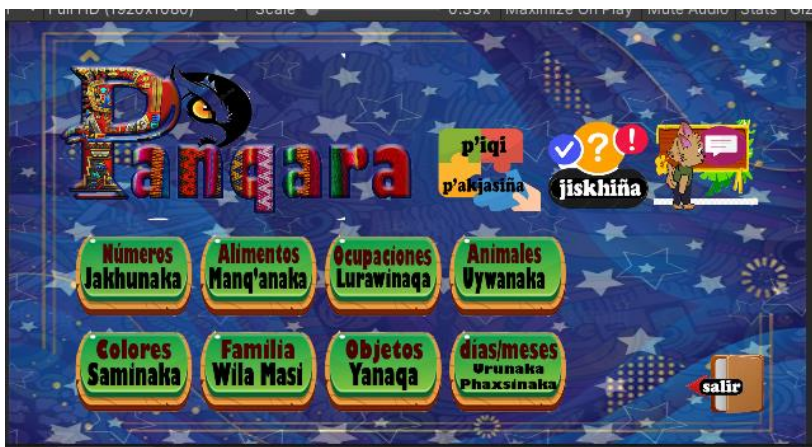 Full HD (1920x1080) Scale 0.33x Maximize On Play Mute Audio Stats
Panqara
p'iqi
p'akjasiña
jiskhiña
Números
Jakhunaka
Alimentos
Manq'anaka
Ocupaciones
Lurawinaqa
Animales
Uywanaka
Colores
Saminaka
Familia
Wila Masi
Objetos
Yanaqa
días/meses
Urunaka
Phaxsinaka
salir